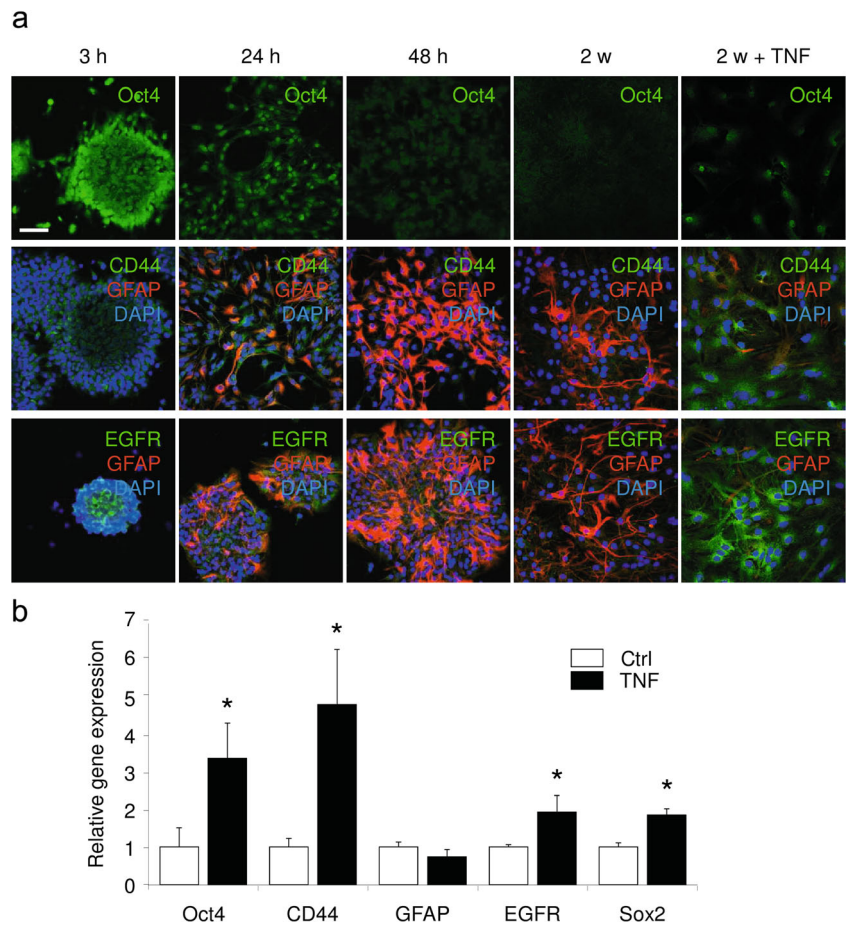 a
3 h 24 h 48 h 2 w 2 w + TNF
Oct4 Oct4 Oct4 Oct4 Oct4
CD44 CD44 CD44 CD44 CD44
GFAP GFAP GFAP GFAP GFAP
DAPI DAPI DAPI DAPI DAPI
EGFR EGFR EGFR EGFR EGFR
GFAP GFAP GFAP GFAP GFAP
DAPI DAPI DAPI DAPI DAPI
b
Relative gene expression
7
6
5
4
3
2
1
0
* * * *
Ctrl
TNF
Oct4 CD44 GFAP EGFR Sox2